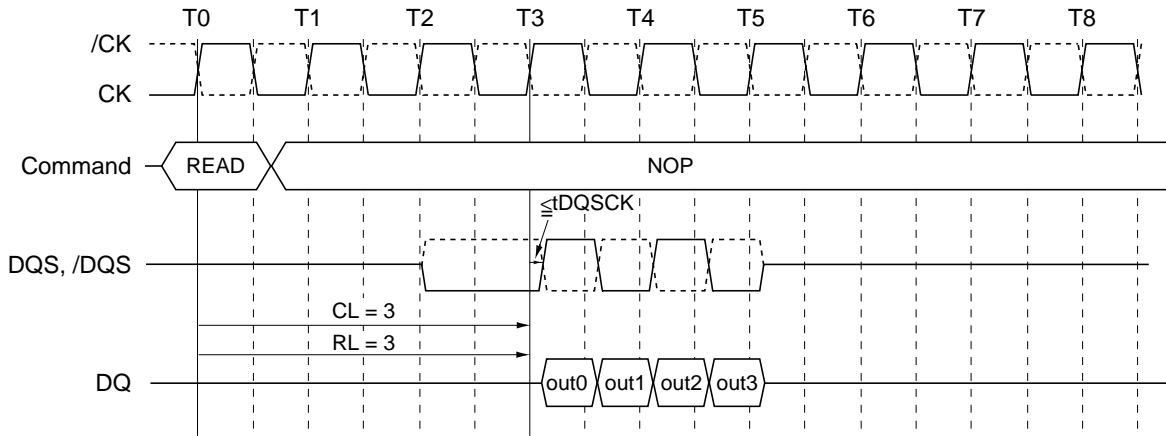 T0 T1 T2 T3 T4 T5 T6 T7 T8
/CK
CK
Command READ NOP
≦tDQSCK
DQS, /DQS
CL = 3
RL = 3
DQ out0 out1 out2 out3